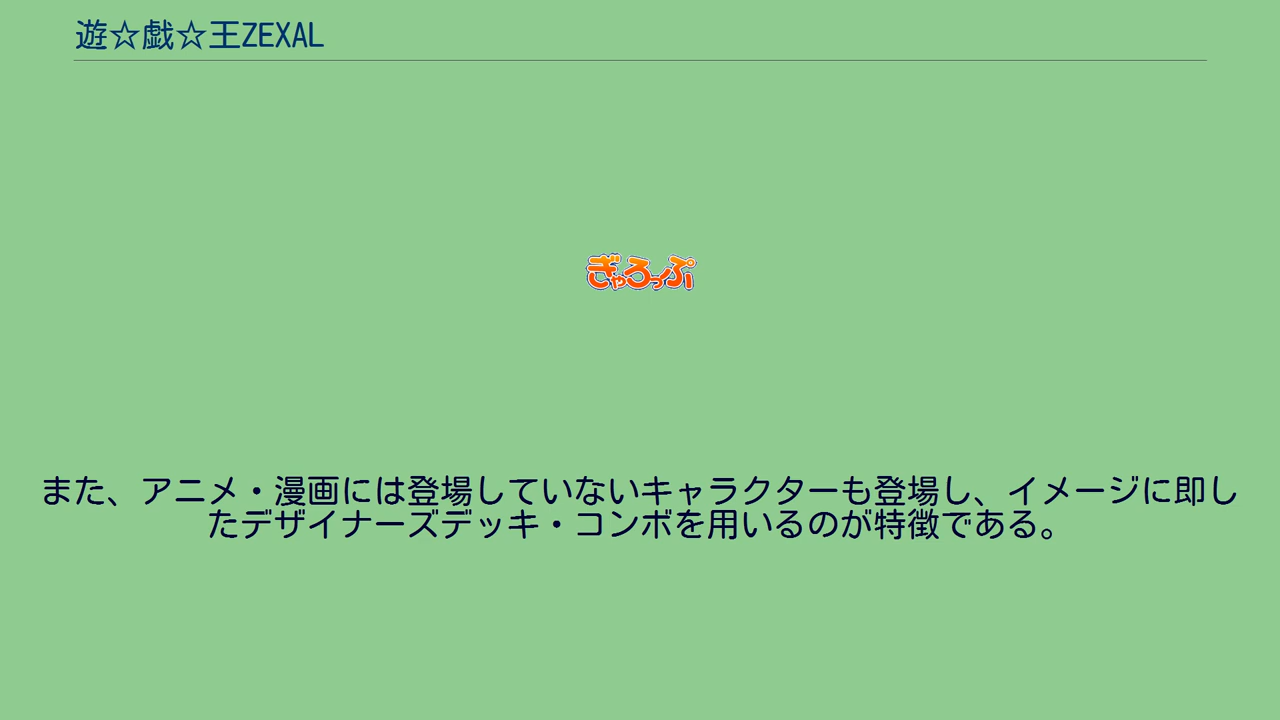 遊☆戯☆王ZEXAL
ぎゃろっぷ
また、アニメ・漫画には登場していないキャラクターも登場し、イメージに即し
たデザイナーズデッキ・コンボを用いるのが特徴である。